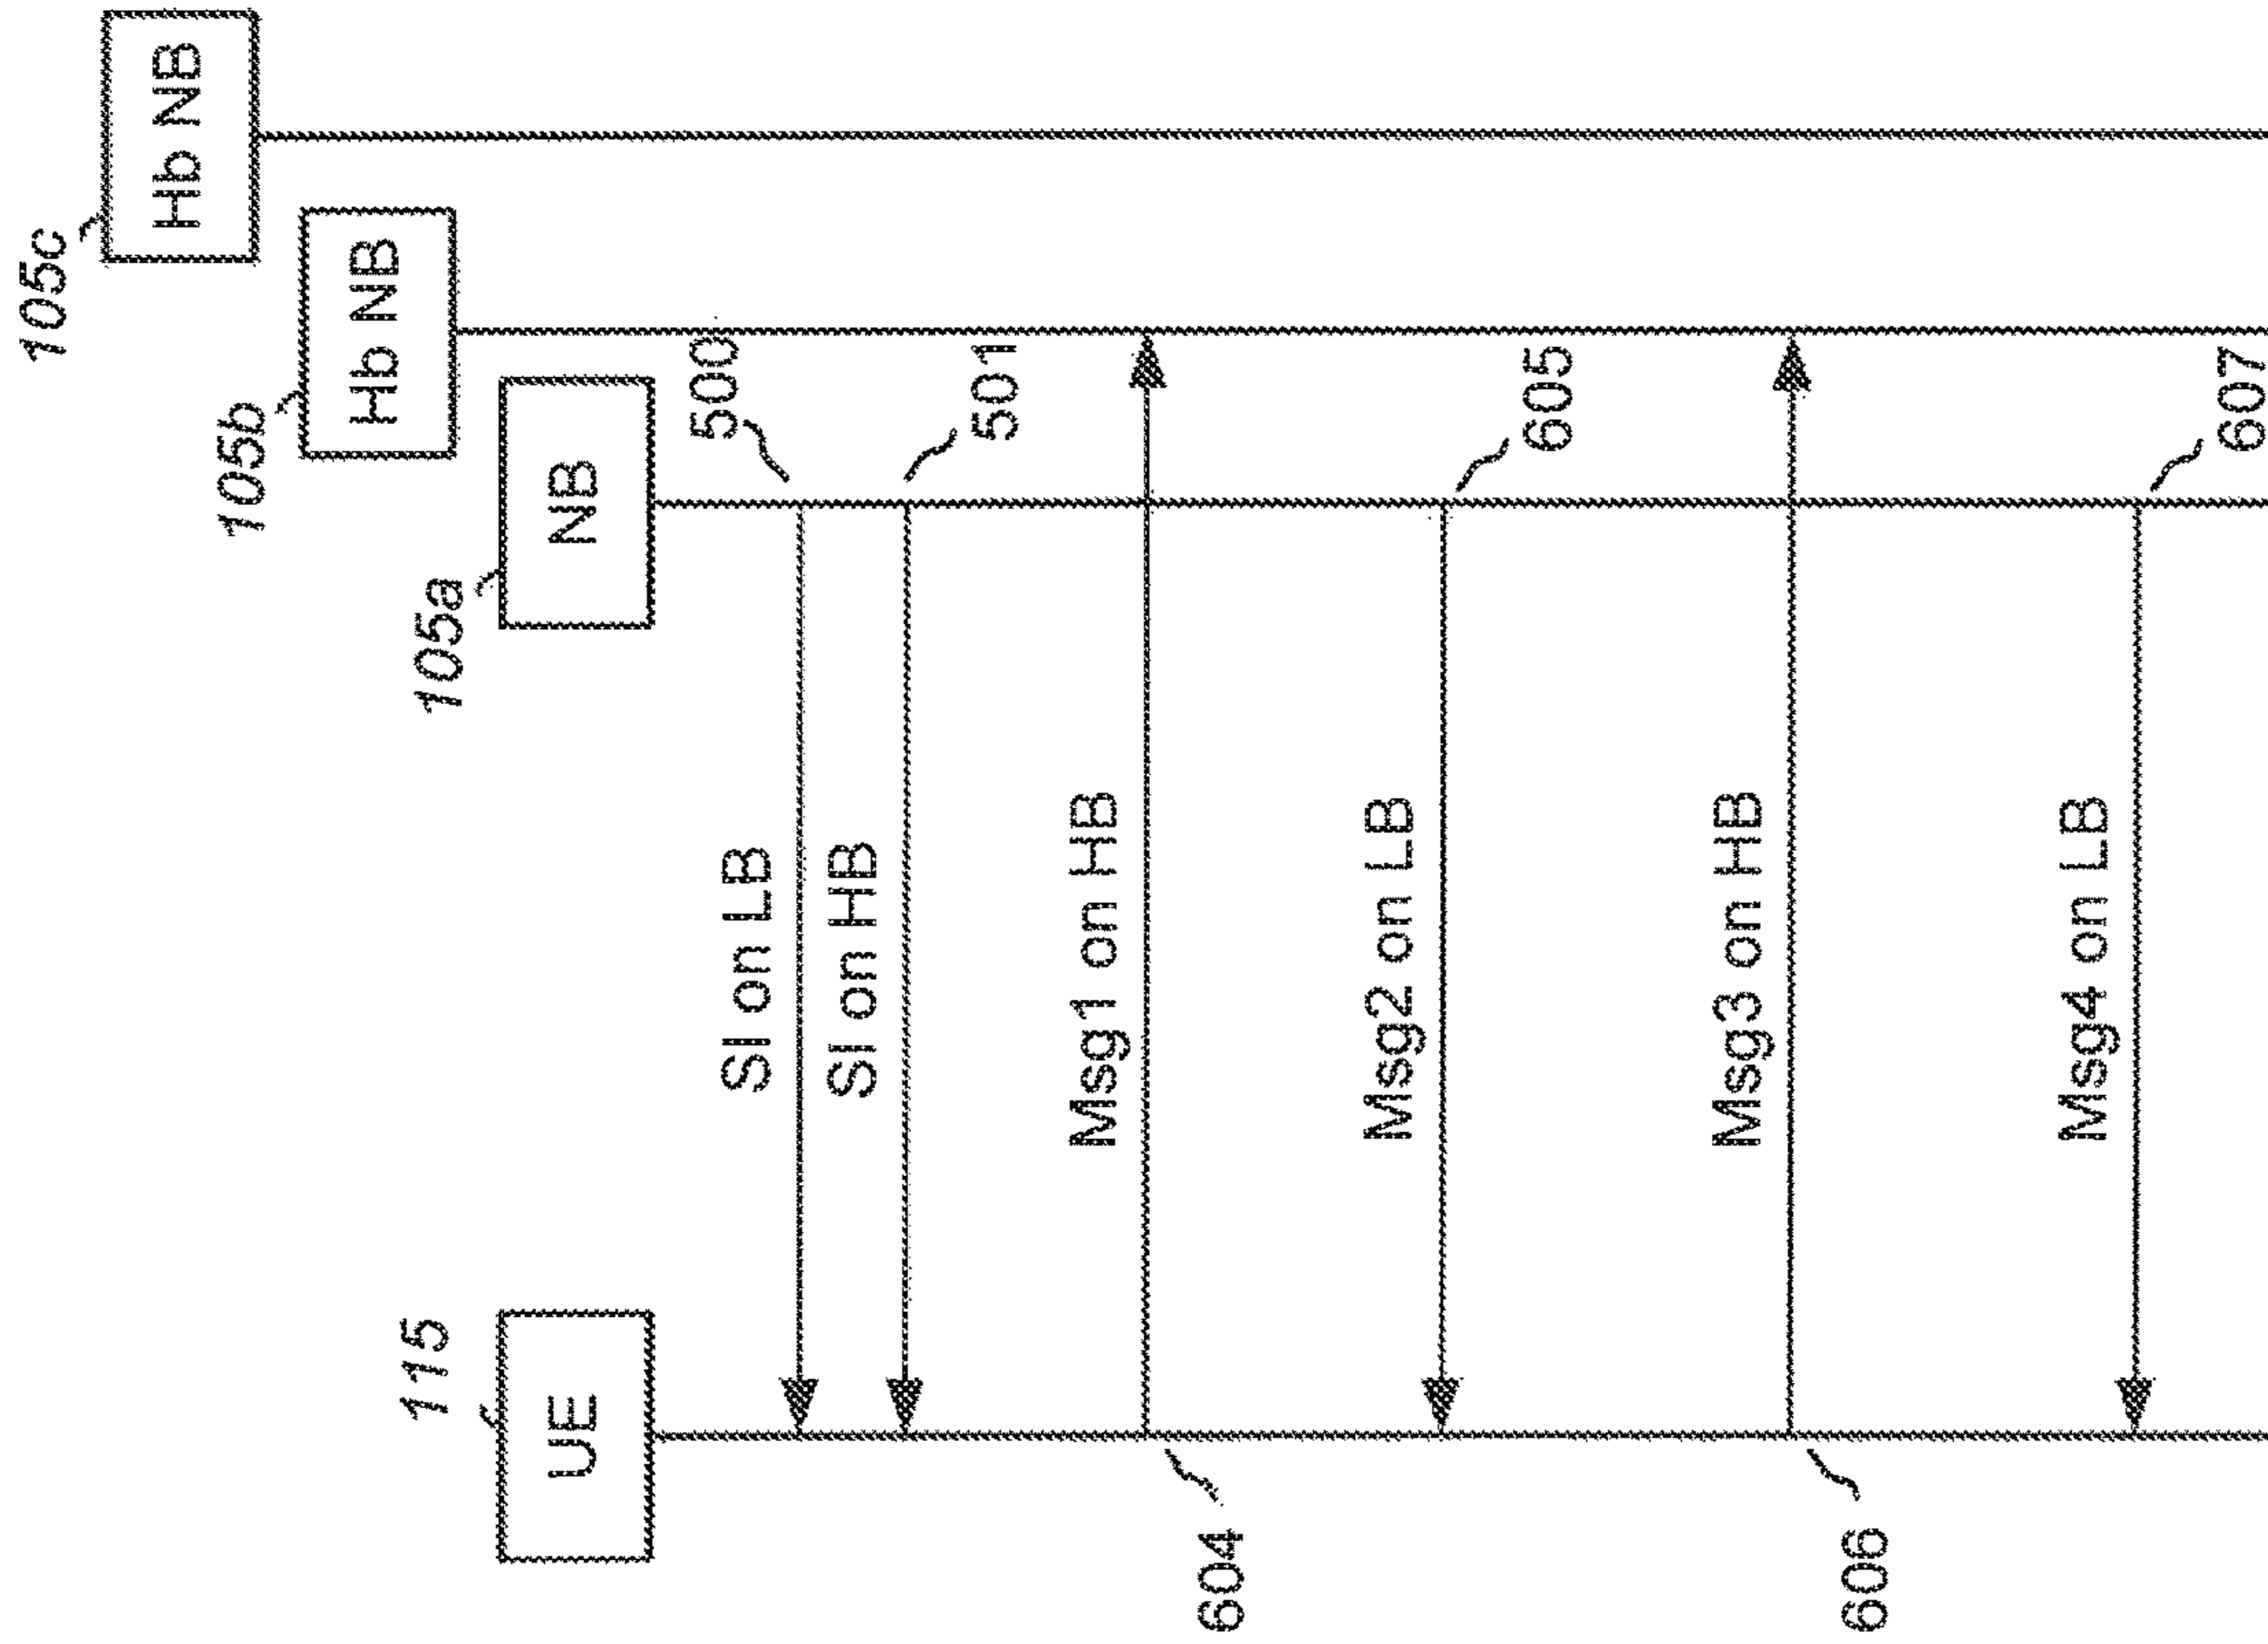 115
UE
105a
NB
105b
Hb NB
105c
Hb NB
500
SI on LB
501
SI on HB
604
Msg1 on HB
605
Msg2 on LB
606
Msg3 on HB
607
Msg4 on LB